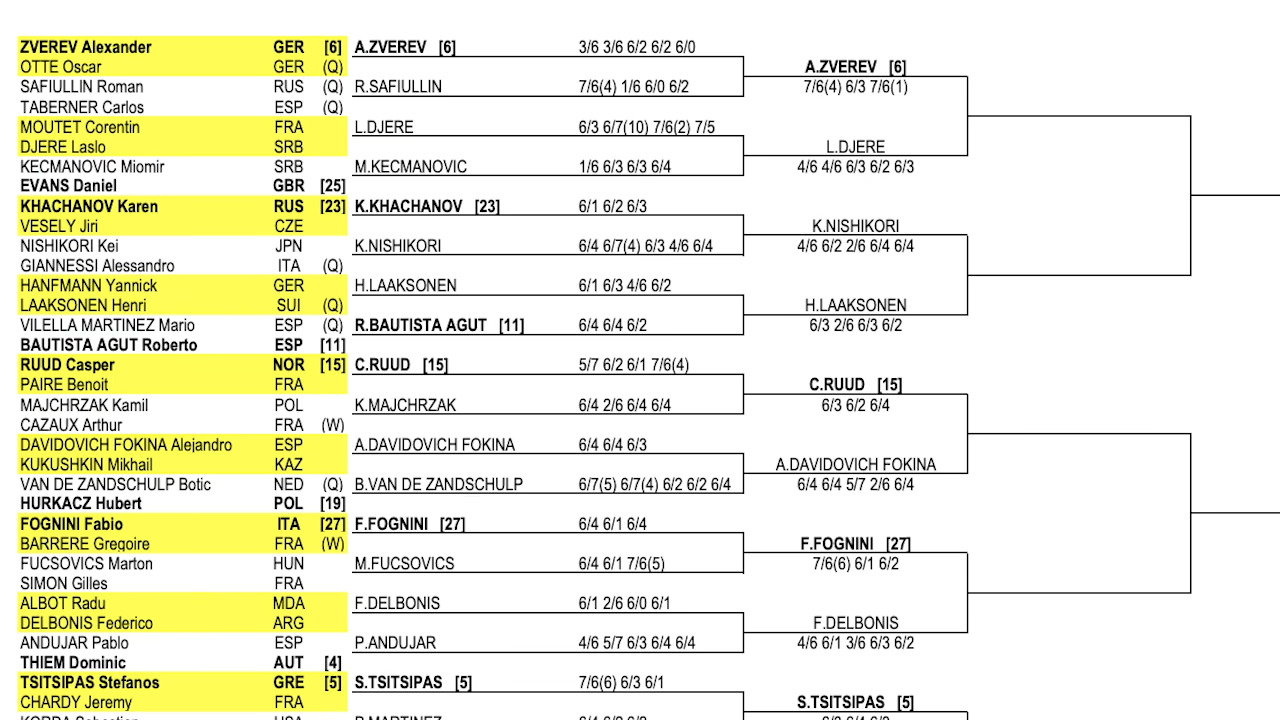 ZVEREV Alexander GER [6] A.ZVEREV [6] 3/6 3/6 6/2 6/2 6/0
OTTE Oscar GER (Q) A.ZVEREV [6]
SAFIULLIN Roman RUS (Q) R.SAFIULLIN 7/6(4) 1/6 6/0 6/2 7/6(4) 6/3 7/6(1)
TABERNER Carlos ESP (Q)
MOUTET Corentin FRA L.DJERE 6/3 6/7(10) 7/6(2) 7/5
DJERE Laslo SRB L.DJERE
KECMANOVIC Miomir SRB M.KECMANOVIC 1/6 6/3 6/3 6/4 4/6 4/6 6/3 6/2 6/3
EVANS Daniel GBR [25]
KHACHANOV Karen RUS [23] K.KHACHANOV [23] 6/1 6/2 6/3
VESELY Jiri CZE K.NISHIKORI
NISHIKORI Kei JPN K.NISHIKORI 6/4 6/7(4) 6/3 4/6 6/4 4/6 6/2 2/6 6/4 6/4
GIANNESSI Alessandro ITA (Q)
HANFMANN Yannick GER H.LAAKSONEN 6/1 6/3 4/6 6/2
LAAKSONEN Henri SUI (Q) H.LAAKSONEN
VILELLA MARTINEZ Mario ESP (Q) R.BAUTISTA AGUT [11] 6/4 6/4 6/2 6/3 2/6 6/3 6/2
BAUTISTA AGUT Roberto ESP [11]
RUUD Casper NOR [15] C.RUUD [15] 5/7 6/2 6/1 7/6(4)
PAIRE Benoit FRA C.RUUD [15]
MAJCHRZAK Kamil POL K.MAJCHRZAK 6/4 2/6 6/4 6/4 6/3 6/2 6/4
CAZAUX Arthur FRA (W)
DAVIDOVICH FOKINA Alejandro ESP A.DAVIDOVICH FOKINA 6/4 6/4 6/3
KUKUSHKIN Mikhail KAZ A.DAVIDOVICH FOKINA
VAN DE ZANDSCHULP Botic NED (Q) B.VAN DE ZANDSCHULP 6/7(5) 6/7(4) 6/2 6/2 6/4 6/4 6/4 5/7 2/6 6/4
HURKACZ Hubert POL [19]
FOGNINI Fabio ITA [27] F.FOGNINI [27] 6/4 6/1 6/4
BARRERE Gregoire FRA (W) F.FOGNINI [27]
FUCSOVICS Marton HUN M.FUCSOVICS 6/4 6/1 7/6(5) 7/6(6) 6/1 6/2
SIMON Gilles FRA
ALBOT Radu MDA F.DELBONIS 6/1 2/6 6/0 6/1
DELBONIS Federico ARG F.DELBONIS
ANDUJAR Pablo ESP P.ANDUJAR 4/6 5/7 6/3 6/4 6/4 4/6 6/1 3/6 6/3 6/2
THIEM Dominic AUT [4]
TSITSIPAS Stefanos GRE [5] S.TSITSIPAS [5] 7/6(6) 6/3 6/1
CHARDY Jeremy FRA S.TSITSIPAS [5]